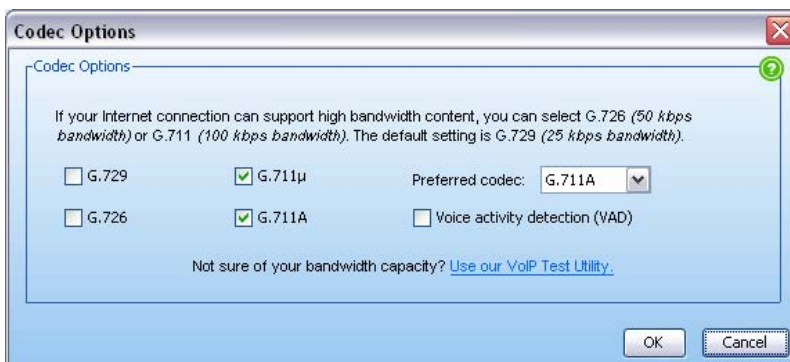 Codec Options
Codec Options
If your Internet connection can support high bandwidth content, you can select G.726 (50 kbps
bandwidth) or G.711 (100 kbps bandwidth). The default setting is G.729 (25 kbps bandwidth).
G.729
G.711µ
Preferred codec:
G.711A
G.726
G.711A
Voice activity detection (VAD)
Not sure of your bandwidth capacity? Use our VoIP Test Utility.
OK
Cancel